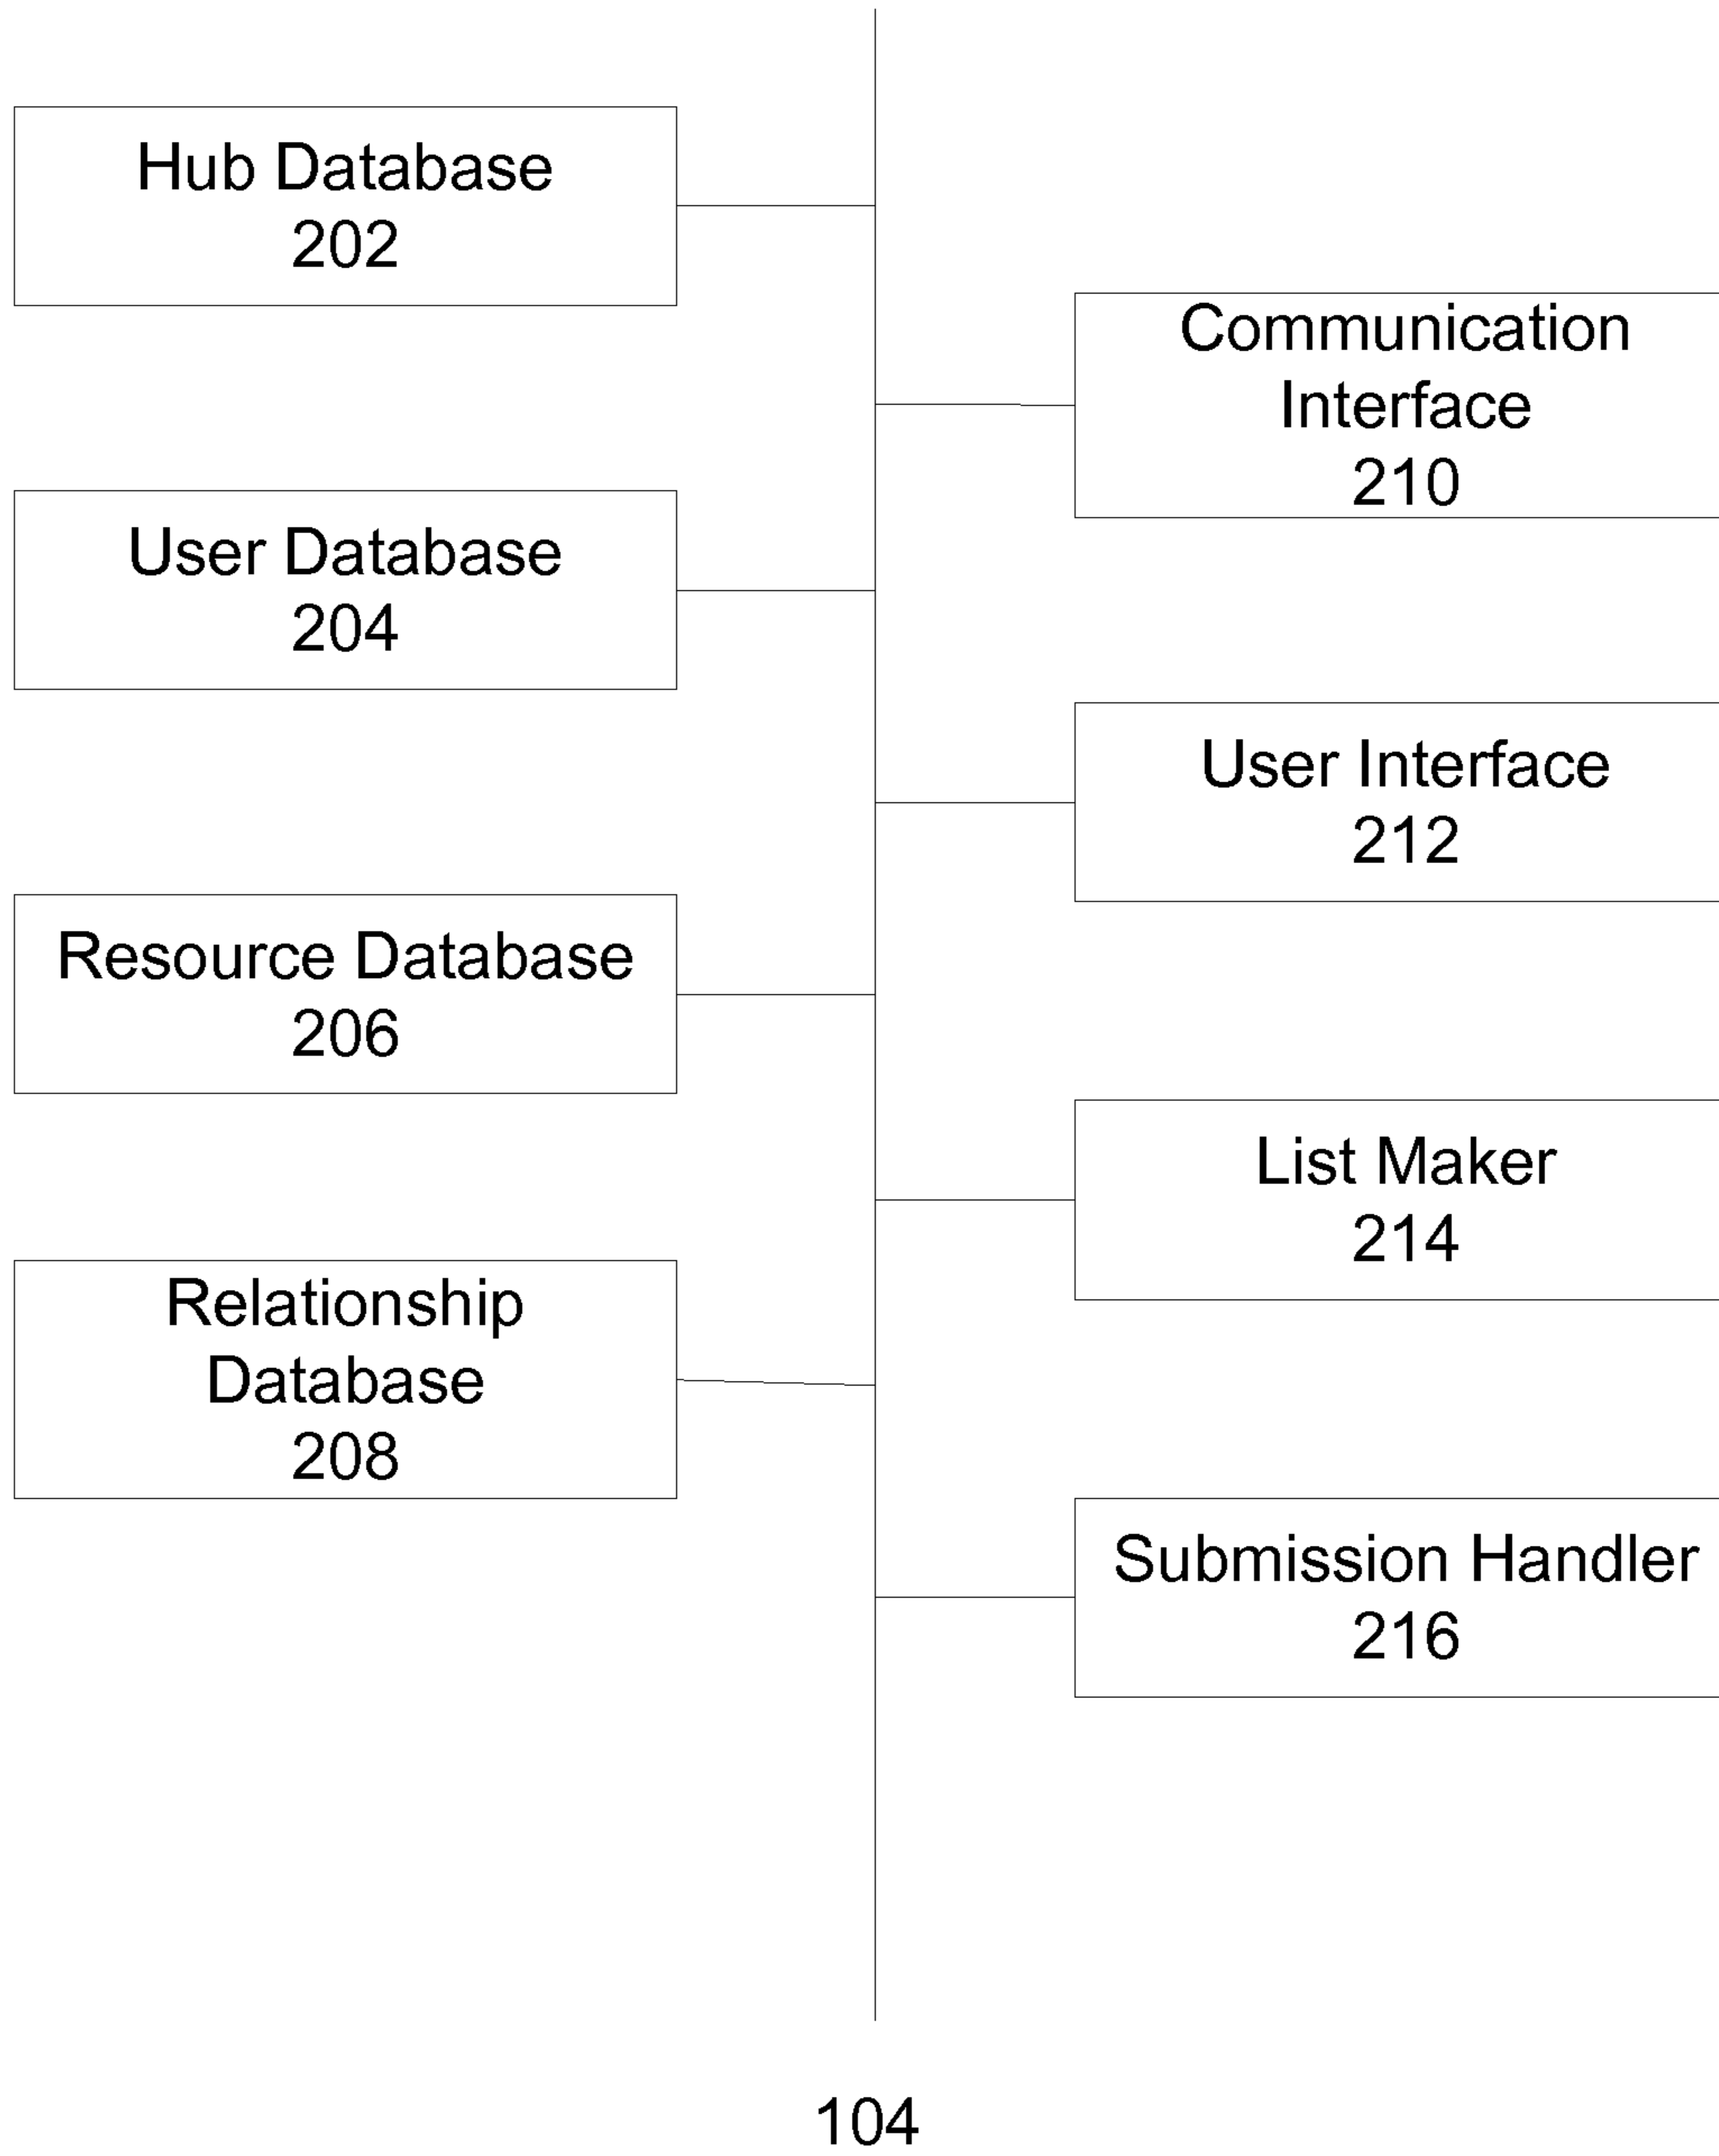 Hub Database
202
User Database
204
Resource Database
206
Relationship
Database
208
Communication
Interface
210
User Interface
212
List Maker
214
Submission Handler
216
104